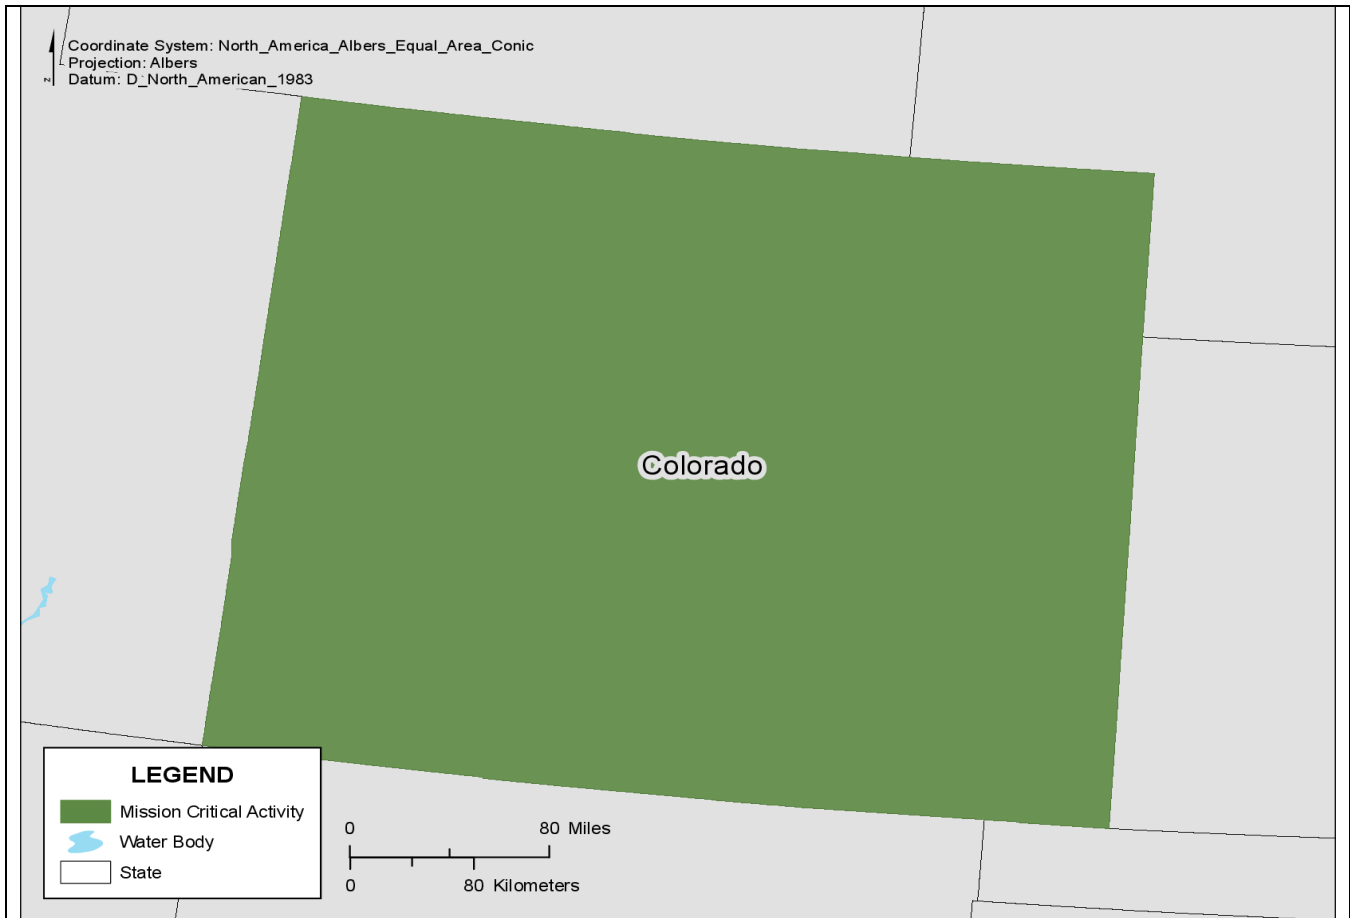 Coordinate System: North_America_Albers_Equal_Area_Conic
Projection: Albers
Datum: D_North_American_1983
z
Colorado
LEGEND
Mission Critical Activity
Water Body
State
0 80 Miles
0 80 Kilometers